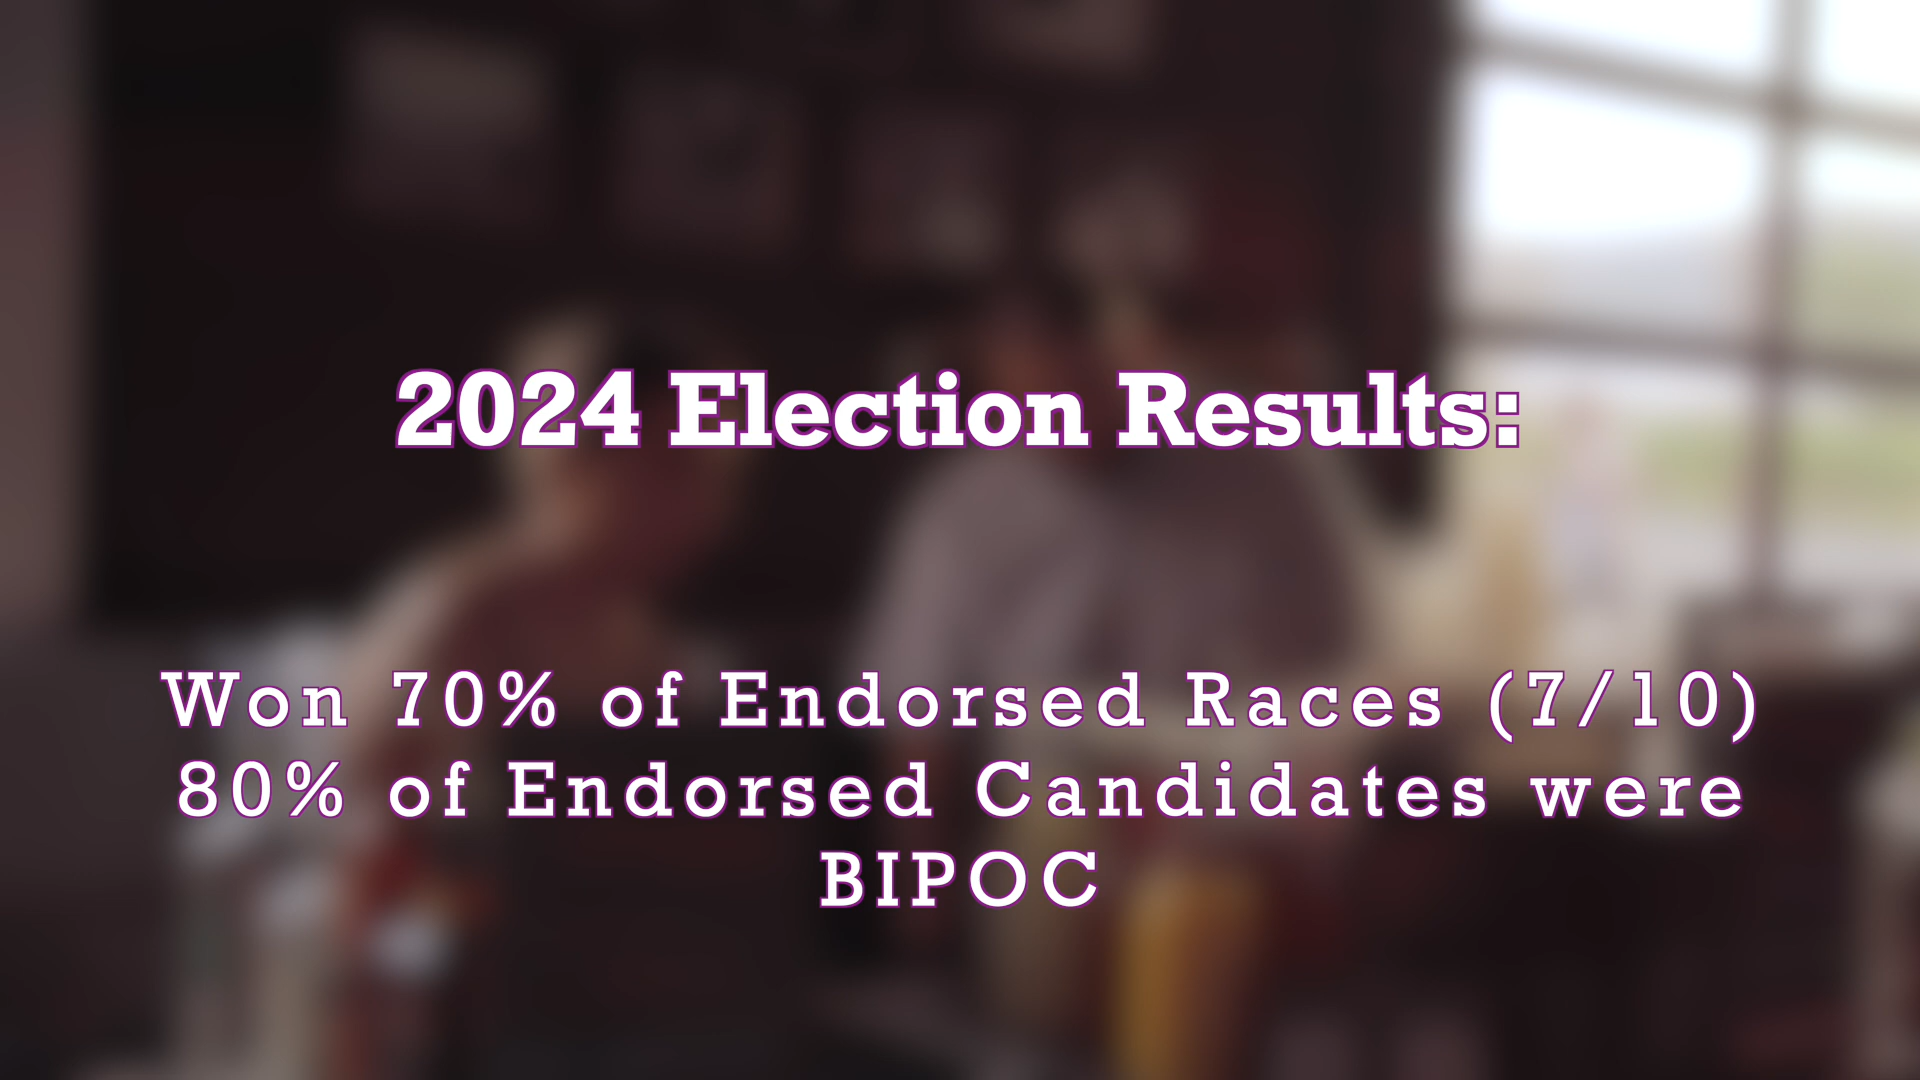 2024 Election Results:
Won 70% of Endorsed Races (7/10)
80% of Endorsed Candidates were
BIPOC